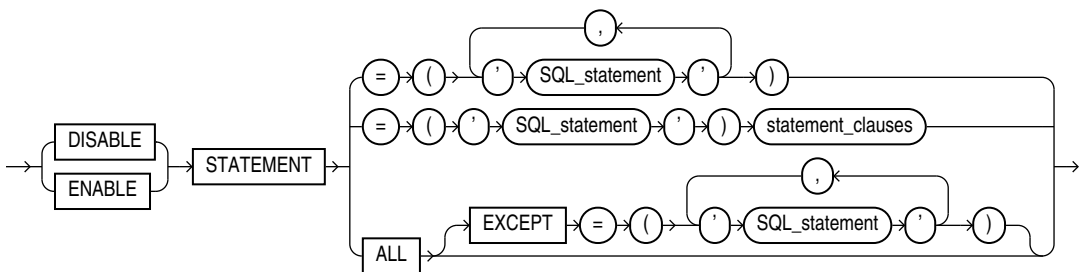 ,
= ( ' SQL_statement ' )
= ( ' SQL_statement ' ) statement_clauses
DISABLE
ENABLE
STATEMENT
,
EXCEPT = ( ' SQL_statement ' )
ALL